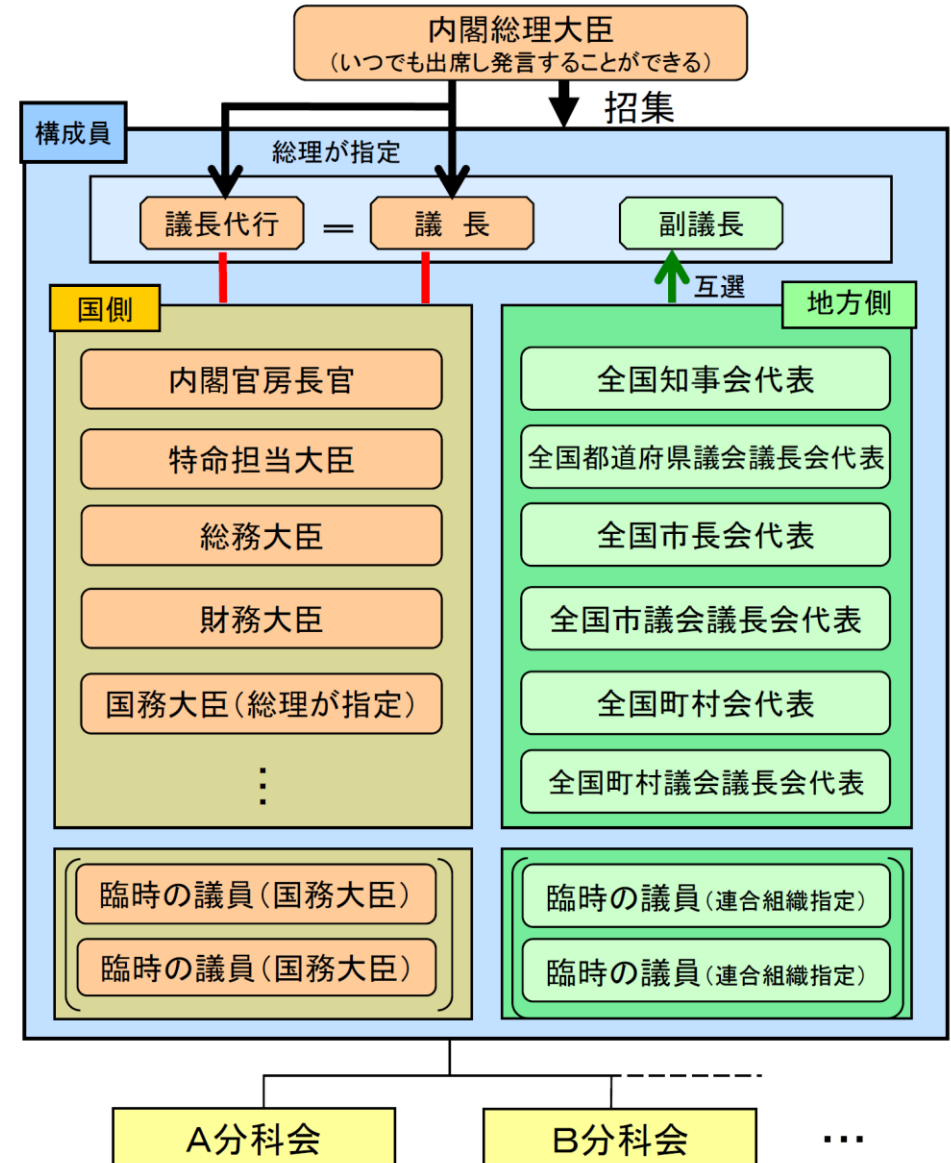 内閣総理大臣
(いつでも出席し発言することができる)
招集
構成員
総理が指定
議長代行 = 議 長
副議長
互選
国側
内閣官房長官
特命担当大臣
総務大臣
財務大臣
国務大臣(総理が指定)
⋮
臨時の議員(国務大臣)
臨時の議員(国務大臣)
地方側
全国知事会代表
全国都道府県議会議長会代表
全国市長会代表
全国市議会議長会代表
全国町村会代表
全国町村議会議長会代表
臨時の議員(連合組織指定)
臨時の議員(連合組織指定)
A分科会
B分科会
…